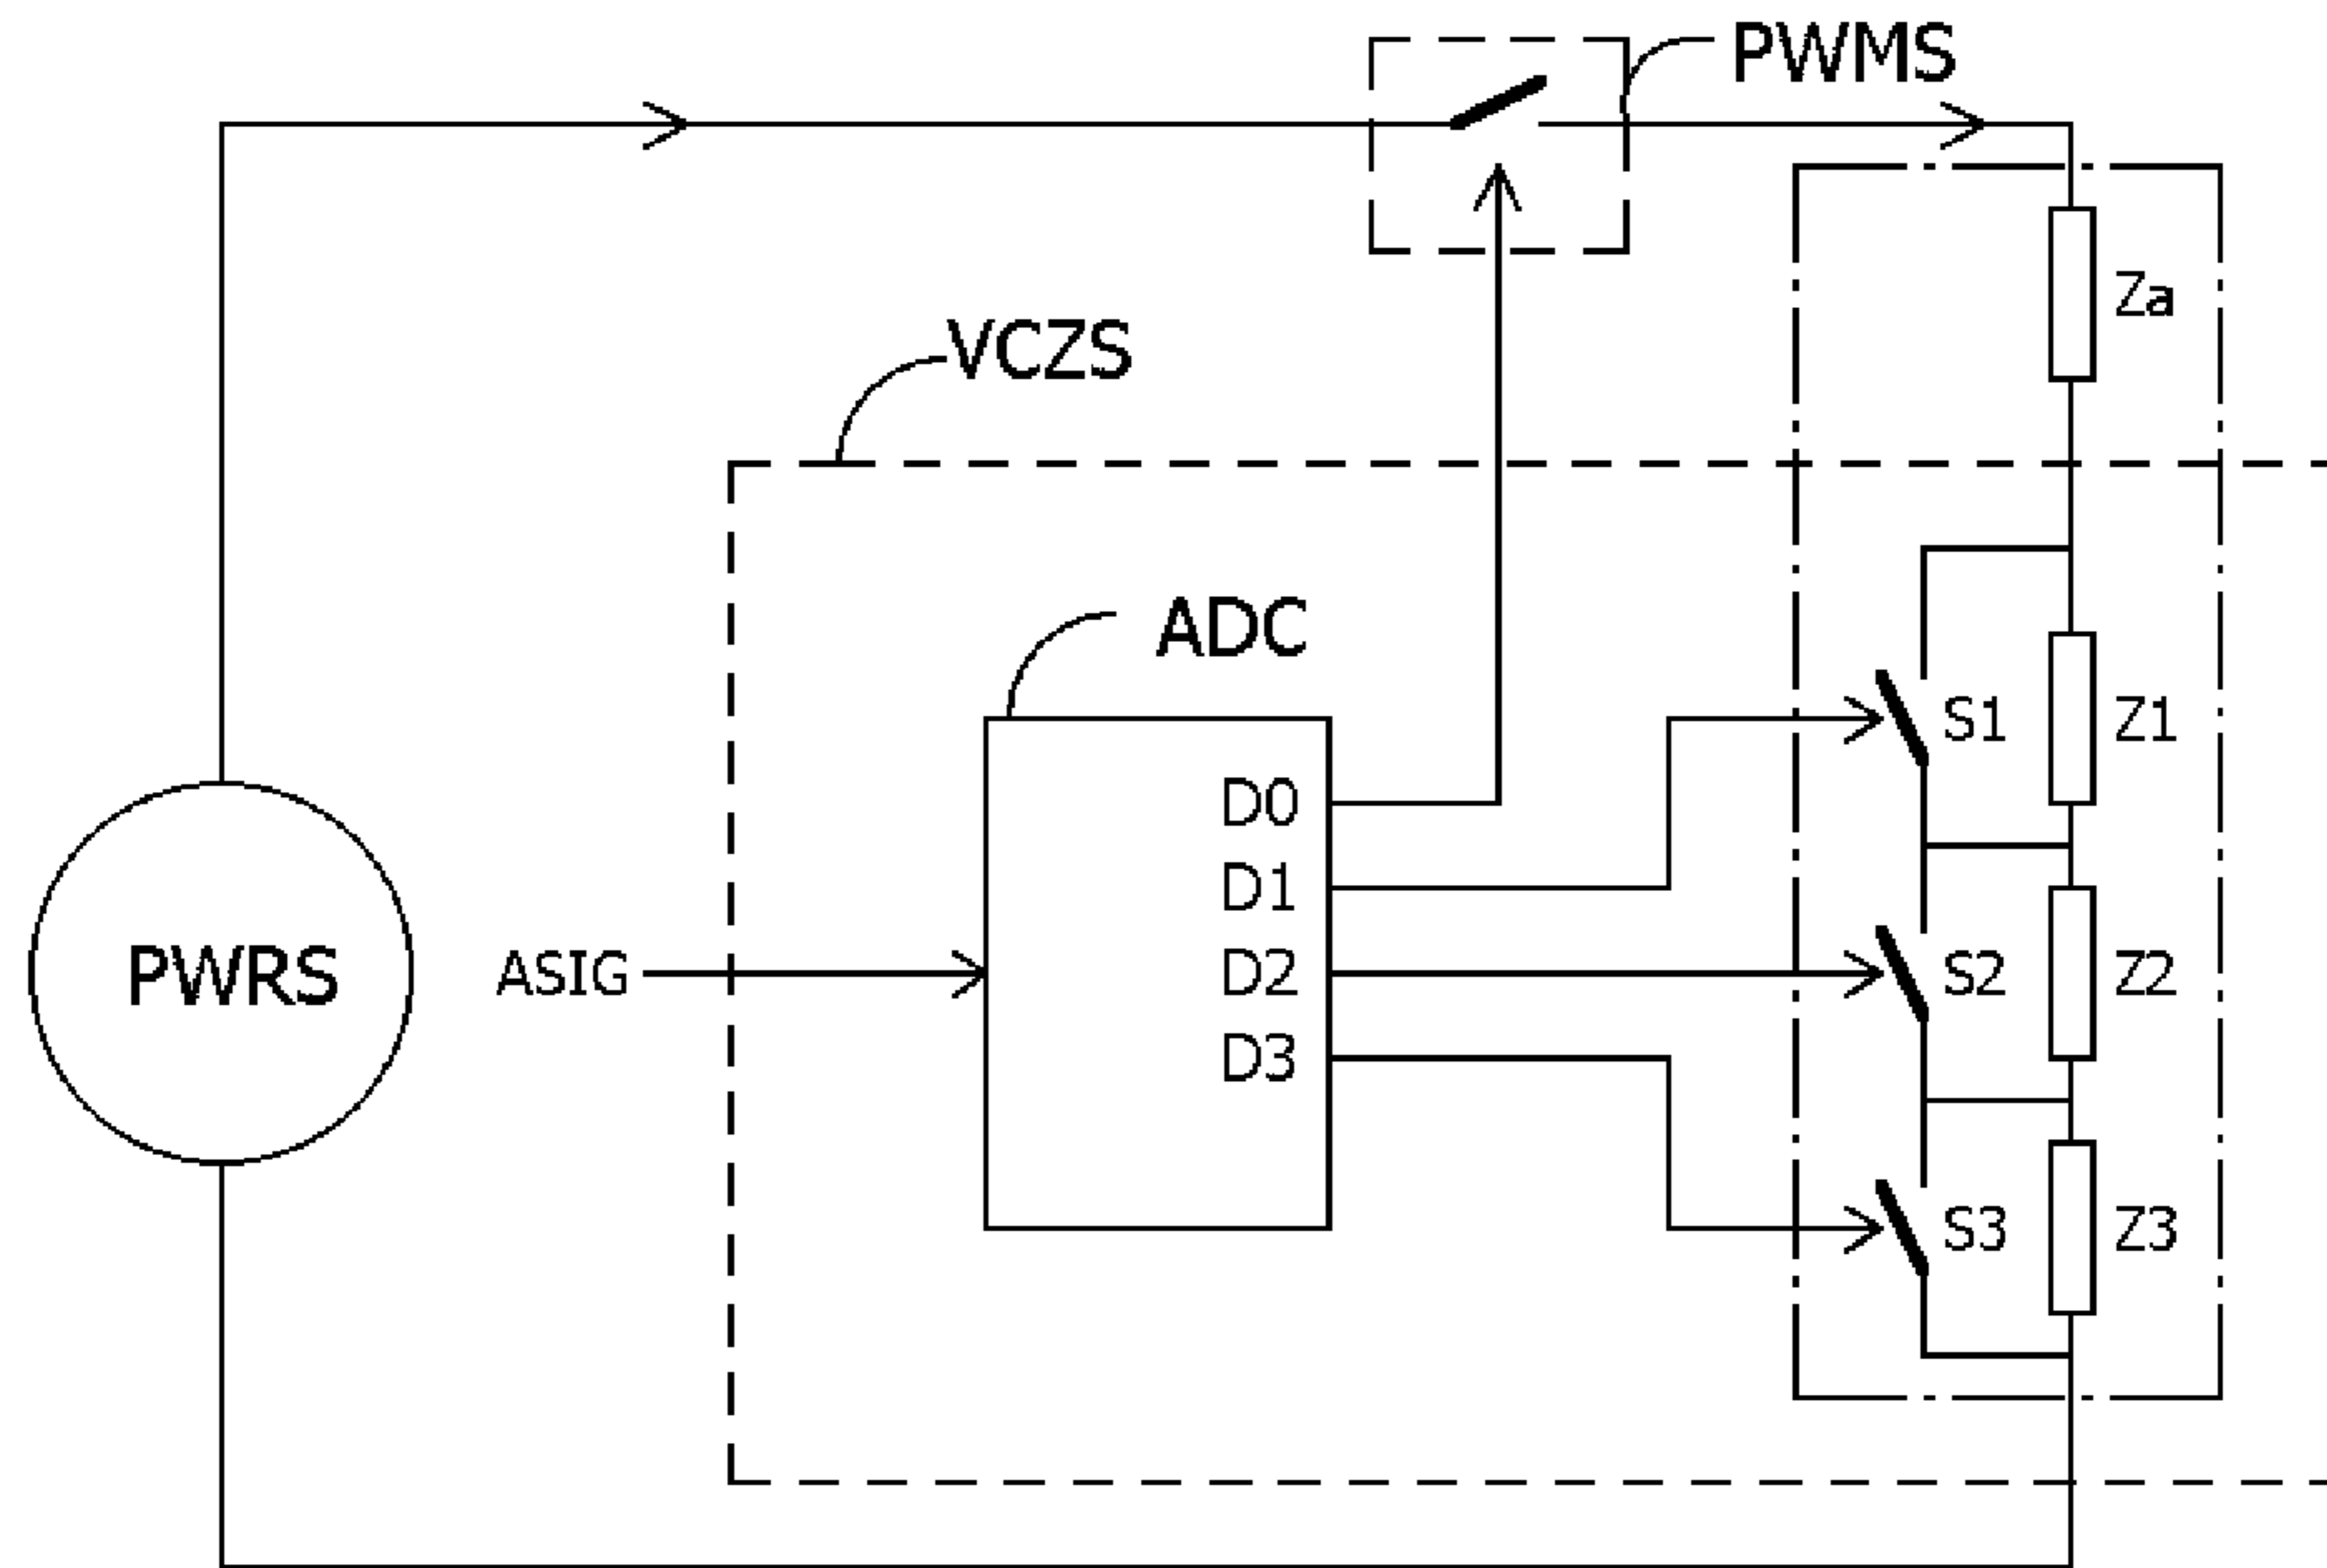 PWMS
Za
VCZS
ADC
S1
Z1
D0
D1
PWRS
ASIG
D2
S2
Z2
D3
S3
Z3